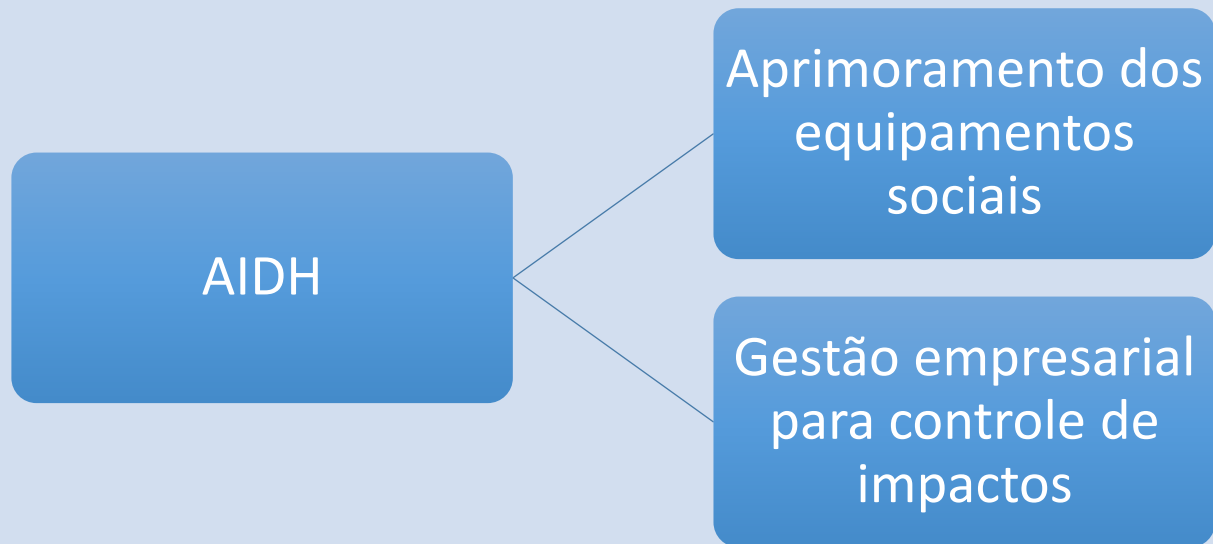 AIDH
Aprimoramento dos
equipamentos
sociais
Gestão empresarial
para controle de
impactos